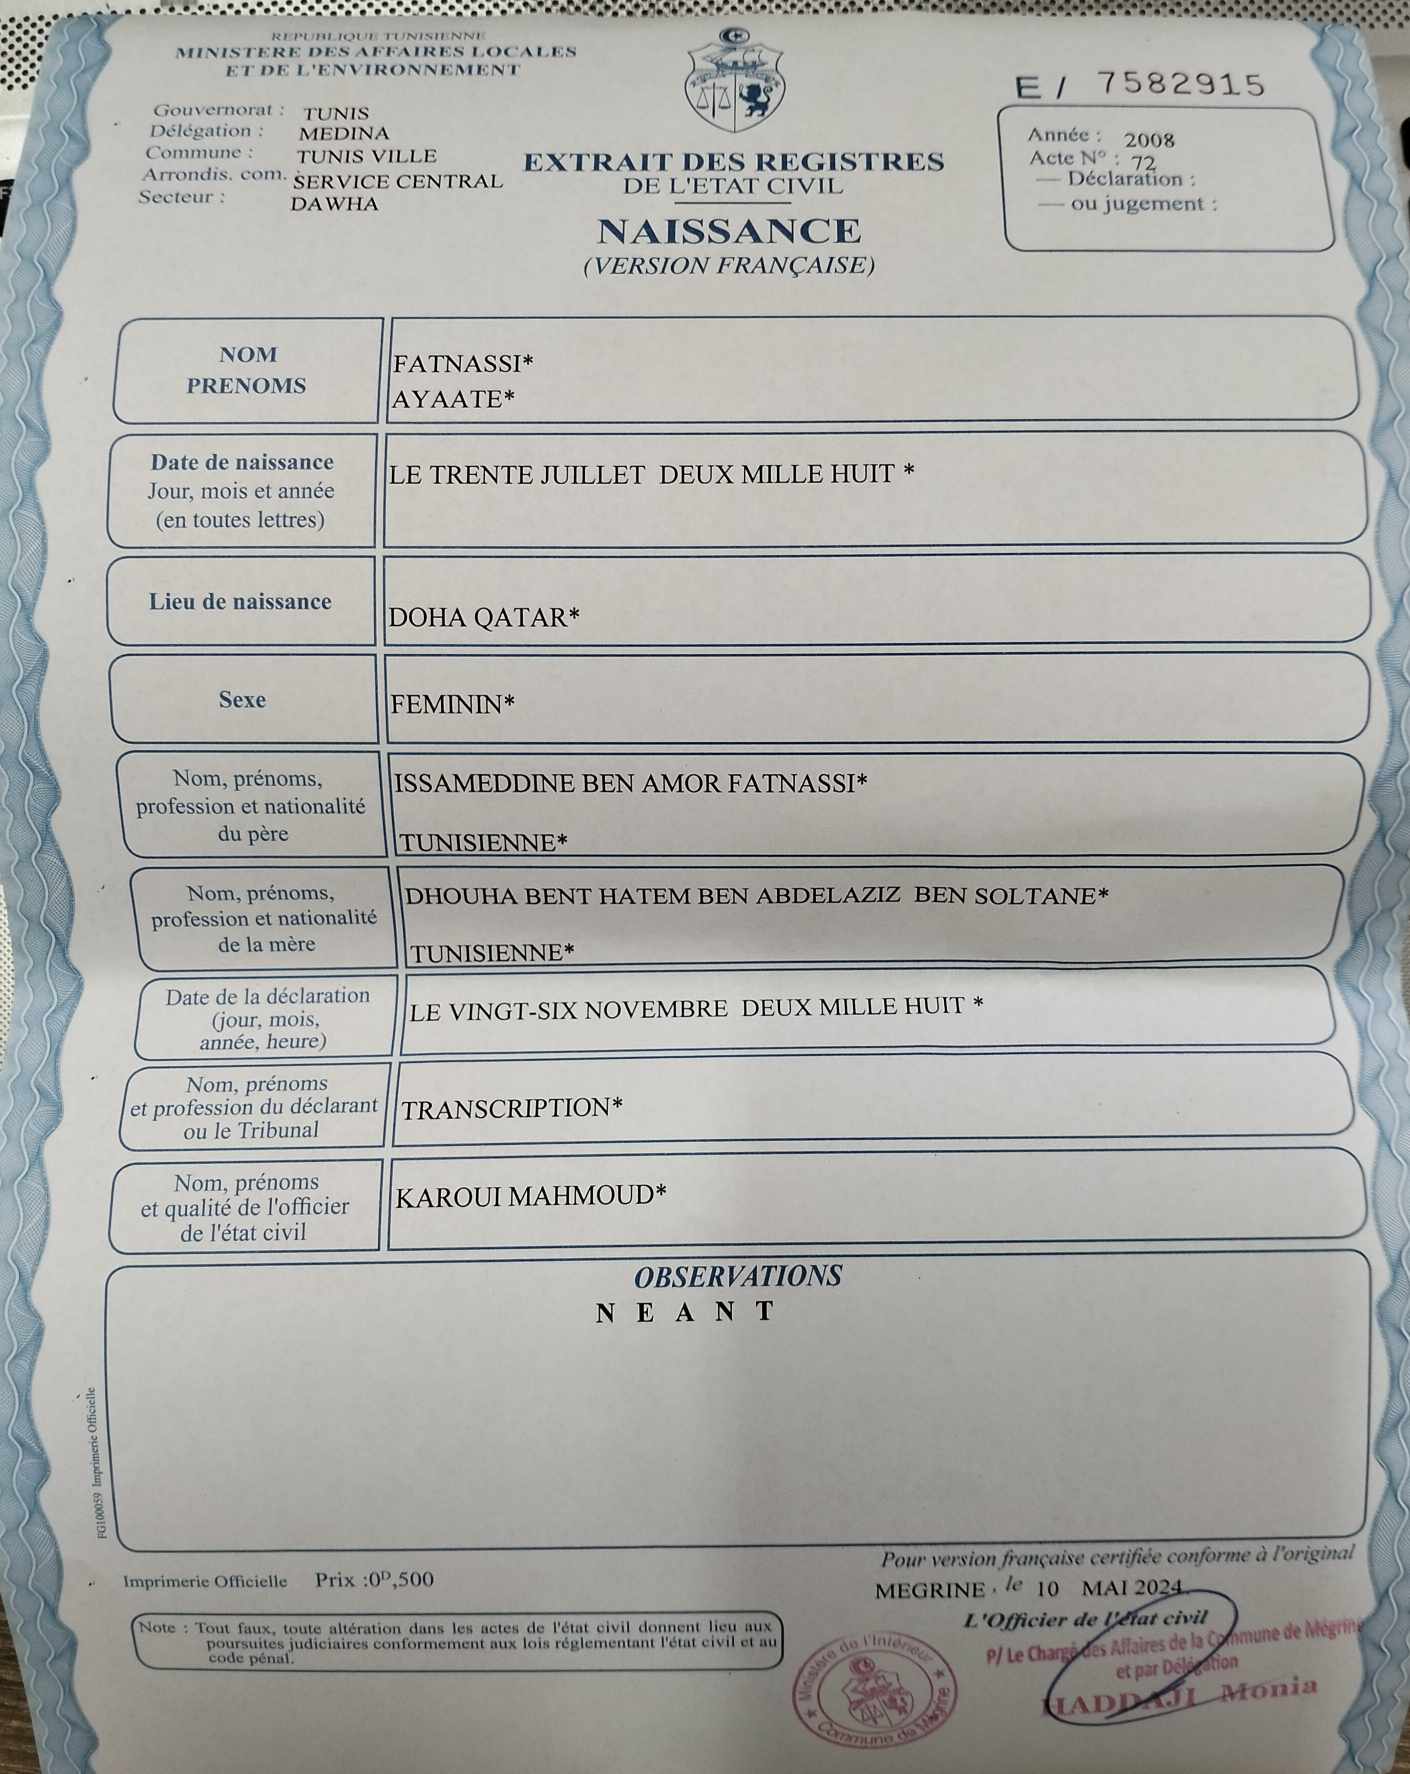 REPUBLIQUE TUNISIENNE
MINISTERE DES AFFAIRES LOCALES
ET DE L'ENVIRONNEMENT
Gouvernorat : TUNIS
Délégation : MEDINA
Commune : TUNIS VILLE
Arrondis. com. : SERVICE CENTRAL
Secteur : DAWHA
EXTRAIT DES REGISTRES
DE L'ETAT CIVIL
NAISSANCE
(VERSION FRANÇAISE)
E / 7582915
Année : 2008
Acte N° : 72
— Déclaration :
— ou jugement :
NOM
PRENOMS
FATNASSI*
AYAATE*
Date de naissance
Jour, mois et année
(en toutes lettres)
LE TRENTE JUILLET DEUX MILLE HUIT *
Lieu de naissance
DOHA QATAR*
Sexe
FEMININ*
Nom, prénoms,
profession et nationalité
du père
ISSAMEDDINE BEN AMOR FATNASSI*
TUNISIENNE*
Nom, prénoms,
profession et nationalité
de la mère
DHOUHA BENT HATEM BEN ABDELAZIZ BEN SOLTANE*
TUNISIENNE*
Date de la déclaration
(jour, mois,
année, heure)
LE VINGT-SIX NOVEMBRE DEUX MILLE HUIT *
Nom, prénoms
et profession du déclarant
ou le Tribunal
TRANSCRIPTION*
Nom, prénoms
et qualité de l'officier
de l'état civil
KAROUI MAHMOUD*
OBSERVATIONS
N E A N T
FG100059 Imprimerie Officielle
Imprimerie Officielle Prix :0ᴰ,500
Note : Tout faux, toute altération dans les actes de l'état civil donnent lieu aux
poursuites judiciaires conformement aux lois réglementant l'état civil et au
code pénal.
Pour version française certifiée conforme à l'original
MEGRINE , le 10 MAI 2024
L'Officier de l'état civil
P/ Le Chargé des Affaires de la Commune de Mégrine
et par Délégation
HADDAJI Monia
Ministère de l'Intérieur
Commune de Mégrine